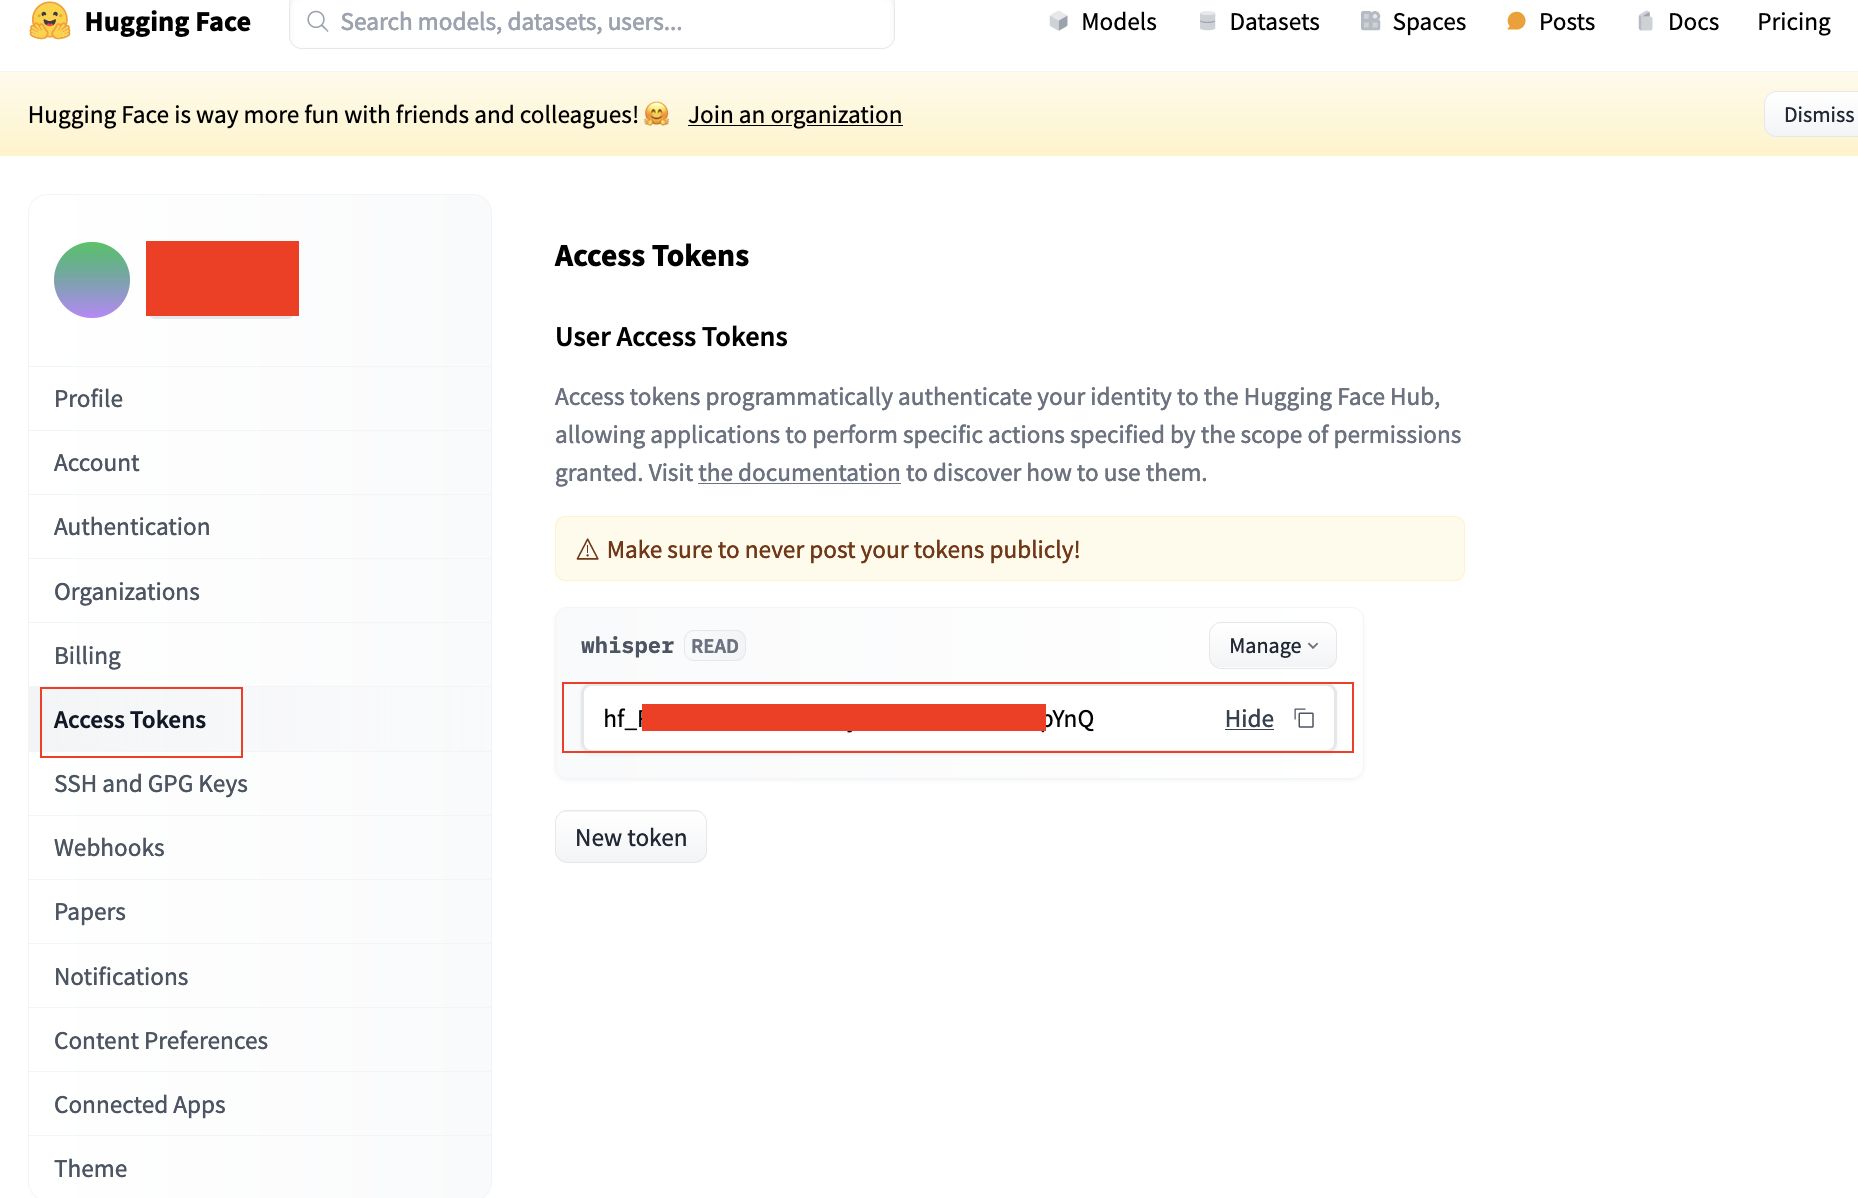 Hugging Face
Search models, datasets, users...
Models
Datasets
Spaces
Posts
Docs
Pricing
Hugging Face is way more fun with friends and colleagues! 🤗 Join an organization
Dismiss
Profile
Account
Authentication
Organizations
Billing
Access Tokens
SSH and GPG Keys
Webhooks
Papers
Notifications
Content Preferences
Connected Apps
Theme
Access Tokens
User Access Tokens
Access tokens programmatically authenticate your identity to the Hugging Face Hub,
allowing applications to perform specific actions specified by the scope of permissions
granted. Visit the documentation to discover how to use them.
⚠ Make sure to never post your tokens publicly!
whisper READ
Manage
hf_ YnQ
Hide
New token